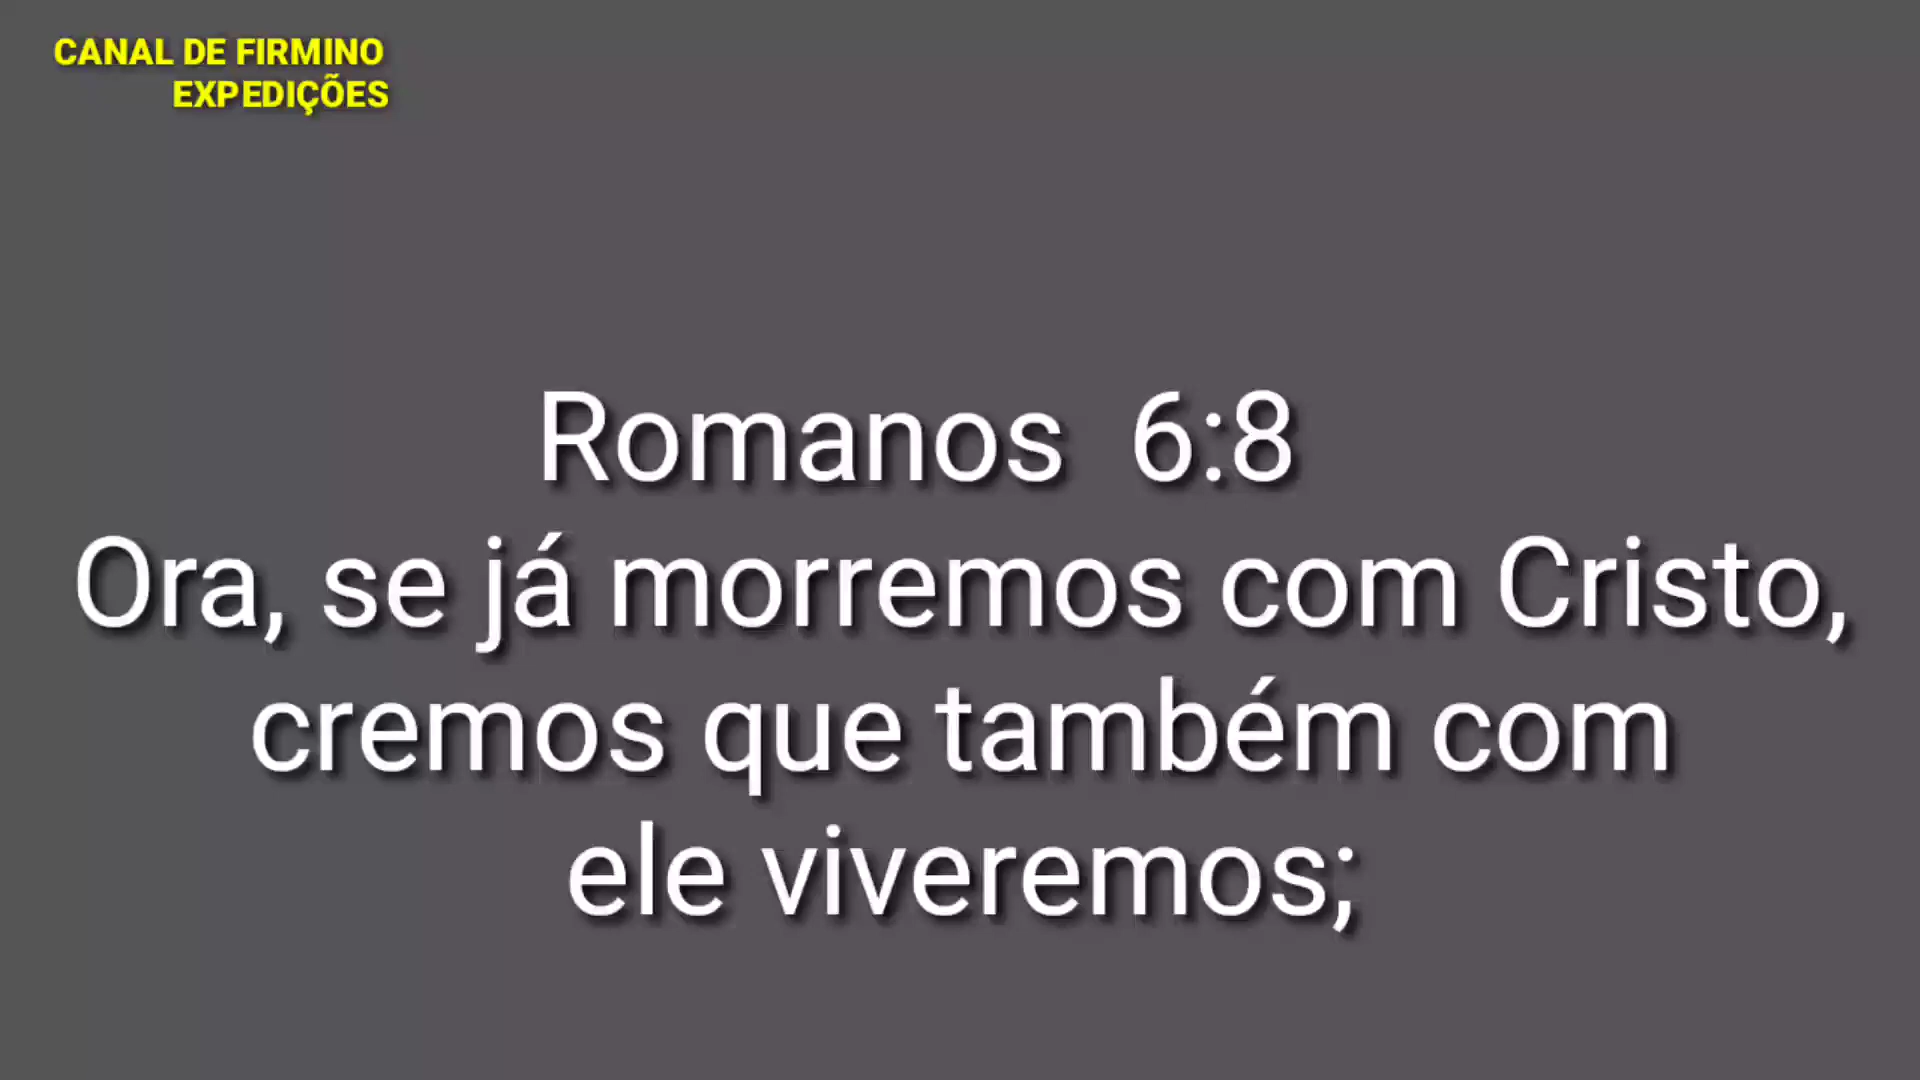 CANAL DE FIRMINO
EXPEDIÇÕES
Romanos 6:8
Ora, se já morremos com Cristo,
cremos que também com
ele viveremos;